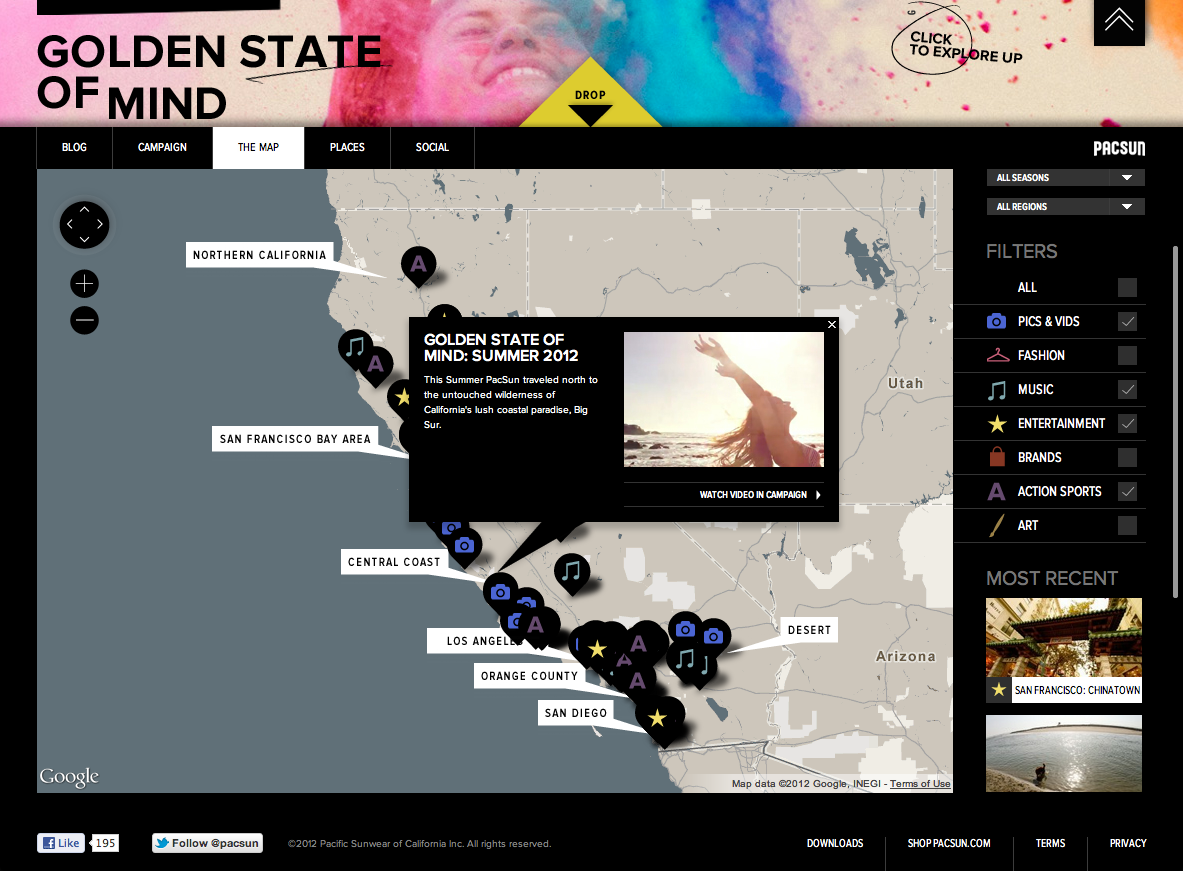 GOLDEN STATE
OF MIND
DROP
CLICK
TO EXPLORE UP
BLOG
CAMPAIGN
THE MAP
PLACES
SOCIAL
PACSUN
ALL SEASONS
ALL REGIONS
FILTERS
ALL
PICS & VIDS
FASHION
MUSIC
ENTERTAINMENT
BRANDS
A ACTION SPORTS
ART
MOST RECENT
SAN FRANCISCO: CHINATOWN
NORTHERN CALIFORNIA
A
A
SAN FRANCISCO BAY AREA
GOLDEN STATE OF
MIND: SUMMER 2012
This Summer PacSun traveled north to
the untouched wilderness of
California's lush coastal paradise, Big
Sur.
WATCH VIDEO IN CAMPAIGN
Utah
CENTRAL COAST
A
LOS ANGELE
A
A
A
DESERT
Arizona
ORANGE COUNTY
SAN DIEGO
Google
Map data ©2012 Google, INEGI - Terms of Use
Like
195
Follow @pacsun
©2012 Pacific Sunwear of California Inc. All rights reserved.
DOWNLOADS
SHOP PACSUN.COM
TERMS
PRIVACY